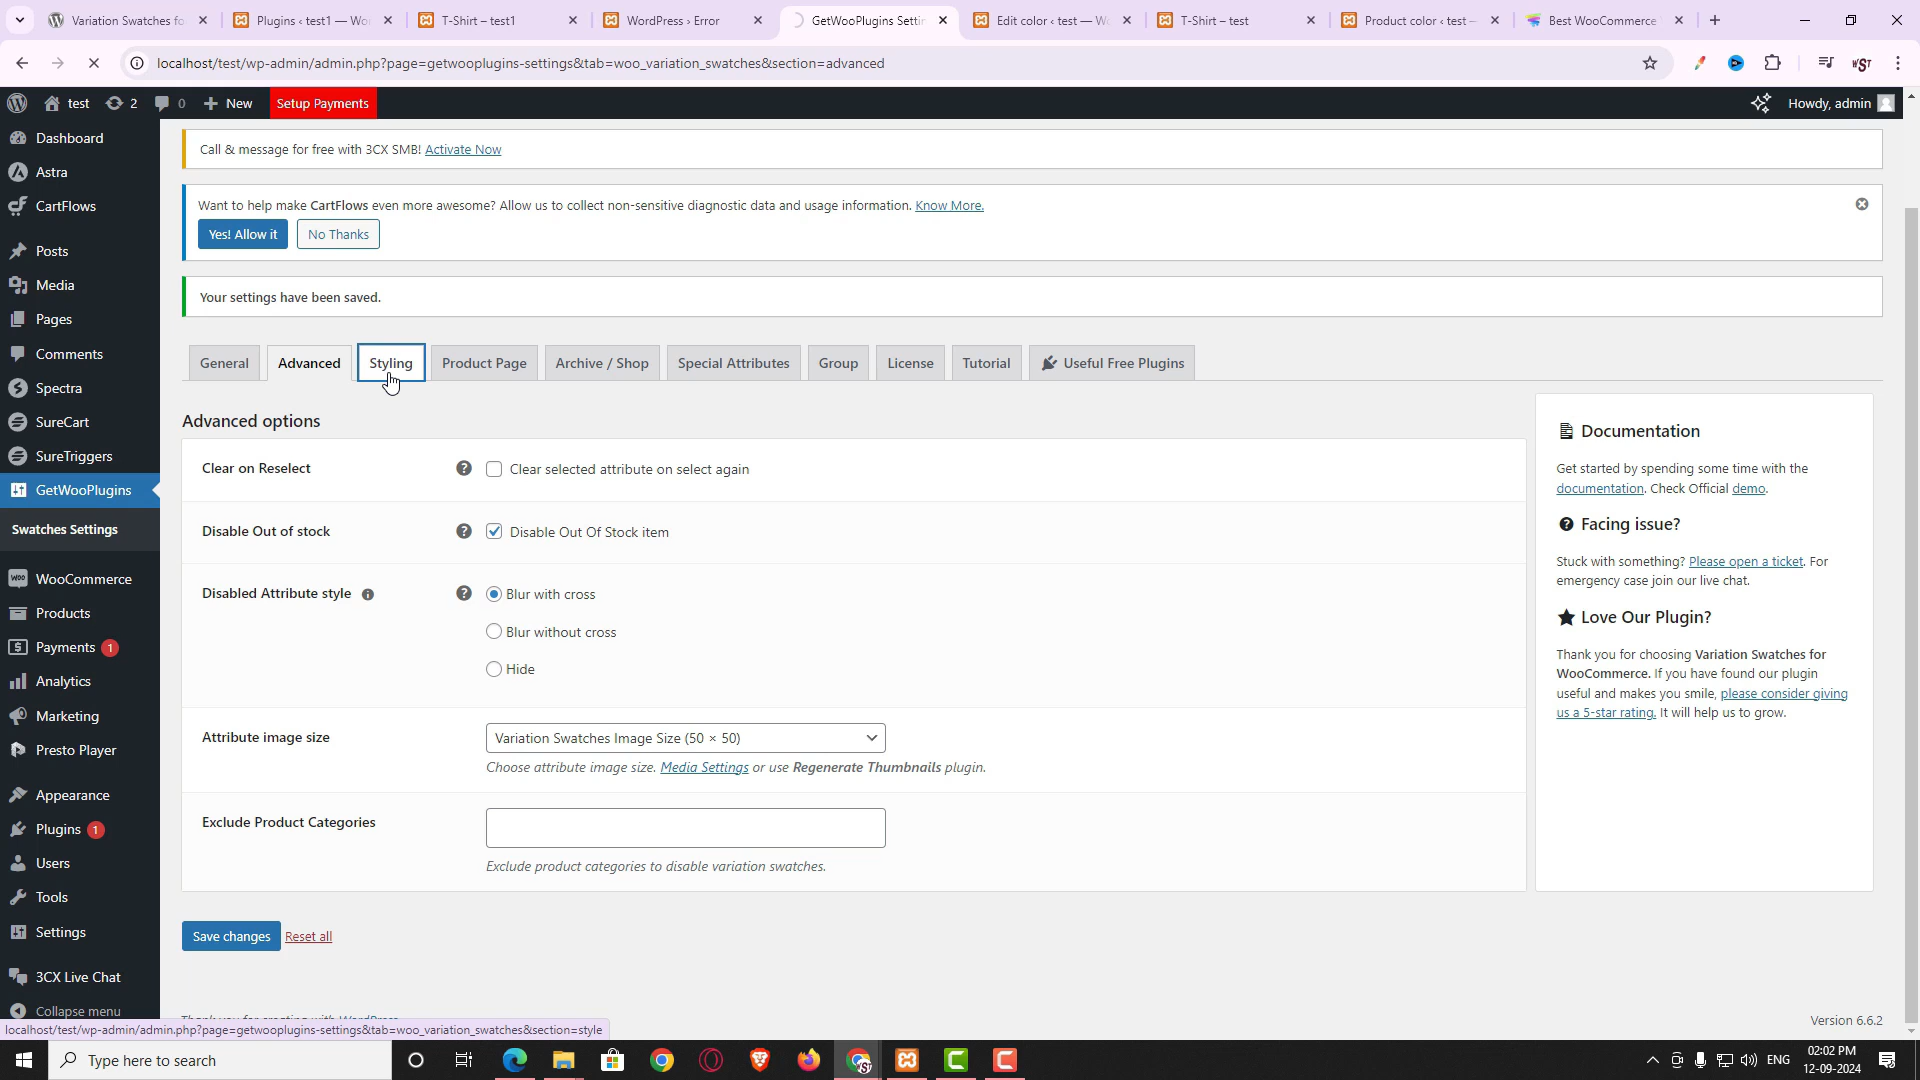 Variation Swatches fo
Plugins ‹ test1 — Wo
T-Shirt – test1
WordPress › Error
GetWooPlugins Settin
Edit color ‹ test — W
T-Shirt – test
Product color ‹ test —
Best WooCommerce
localhost/test/wp-admin/admin.php?page=getwooplugins-settings&tab=woo_variation_swatches&section=advanced
test
2
0
New
Setup Payments
Howdy, admin
Dashboard
Astra
CartFlows
Posts
Media
Pages
Comments
Spectra
SureCart
SureTriggers
GetWooPlugins
Swatches Settings
WooCommerce
Products
Payments 1
Analytics
Marketing
Presto Player
Appearance
Plugins 1
Users
Tools
Settings
3CX Live Chat
Collapse menu
Call & message for free with 3CX SMB! Activate Now
Want to help make CartFlows even more awesome? Allow us to collect non-sensitive diagnostic data and usage information. Know More.
Yes! Allow it
No Thanks
Your settings have been saved.
General
Advanced
Styling
Product Page
Archive / Shop
Special Attributes
Group
License
Tutorial
Useful Free Plugins
Advanced options
Clear on Reselect
Clear selected attribute on select again
Disable Out of stock
Disable Out Of Stock item
Disabled Attribute style
Blur with cross
Blur without cross
Hide
Attribute image size
Variation Swatches Image Size (50 × 50)
Choose attribute image size. Media Settings or use Regenerate Thumbnails plugin.
Exclude Product Categories
Exclude product categories to disable variation swatches.
Save changes
Reset all
Documentation
Get started by spending some time with the
documentation. Check Official demo.
Facing issue?
Stuck with something? Please open a ticket. For
emergency case join our live chat.
Love Our Plugin?
Thank you for choosing Variation Swatches for
WooCommerce. If you have found our plugin
useful and makes you smile, please consider giving
us a 5-star rating. It will help us to grow.
Thank you for creating with WordPress.
Version 6.6.2
localhost/test/wp-admin/admin.php?page=getwooplugins-settings&tab=woo_variation_swatches&section=style
Type here to search
ENG
02:02 PM
12-09-2024